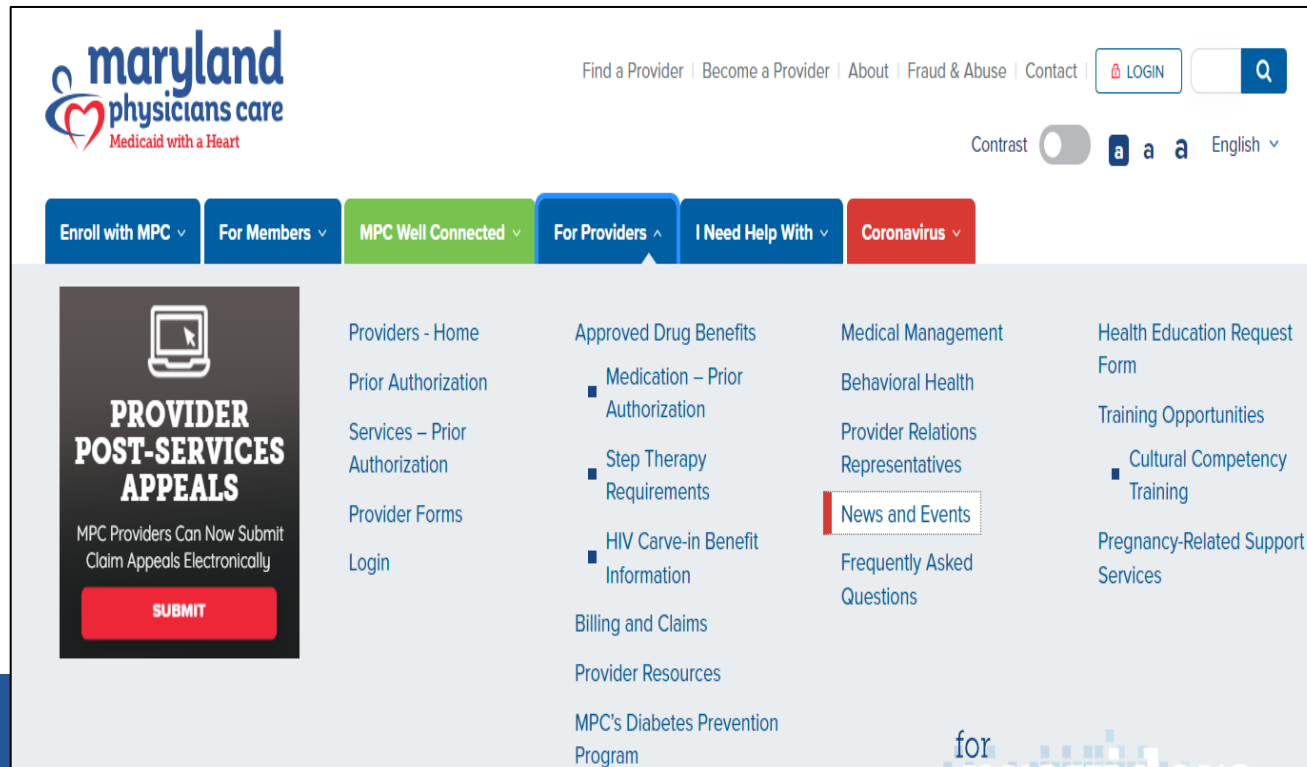 maryland
physicians care
Medicaid with a Heart
Find a Provider | Become a Provider | About | Fraud & Abuse | Contact | LOGIN
Contrast a a a English
Enroll with MPC
For Members
MPC Well Connected
For Providers
I Need Help With
Coronavirus
PROVIDER
POST-SERVICES
APPEALS
MPC Providers Can Now Submit
Claim Appeals Electronically
SUBMIT
Providers - Home
Prior Authorization
Services – Prior
Authorization
Provider Forms
Login
Approved Drug Benefits
Medication – Prior
Authorization
Step Therapy
Requirements
HIV Carve-in Benefit
Information
Billing and Claims
Provider Resources
MPC's Diabetes Prevention
Program
Medical Management
Behavioral Health
Provider Relations
Representatives
News and Events
Frequently Asked
Questions
Health Education Request
Form
Training Opportunities
Cultural Competency
Training
Pregnancy-Related Support
Services
for